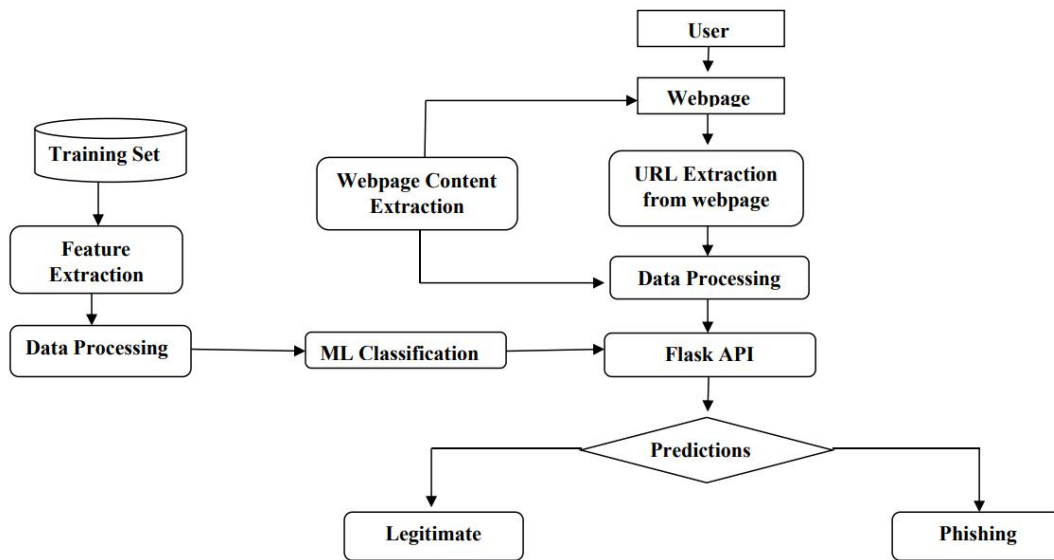 User
Webpage
Training Set
Webpage Content
Extraction
URL Extraction
from webpage
Feature
Extraction
Data Processing
Data Processing
ML Classification
Flask API
Predictions
Legitimate
Phishing